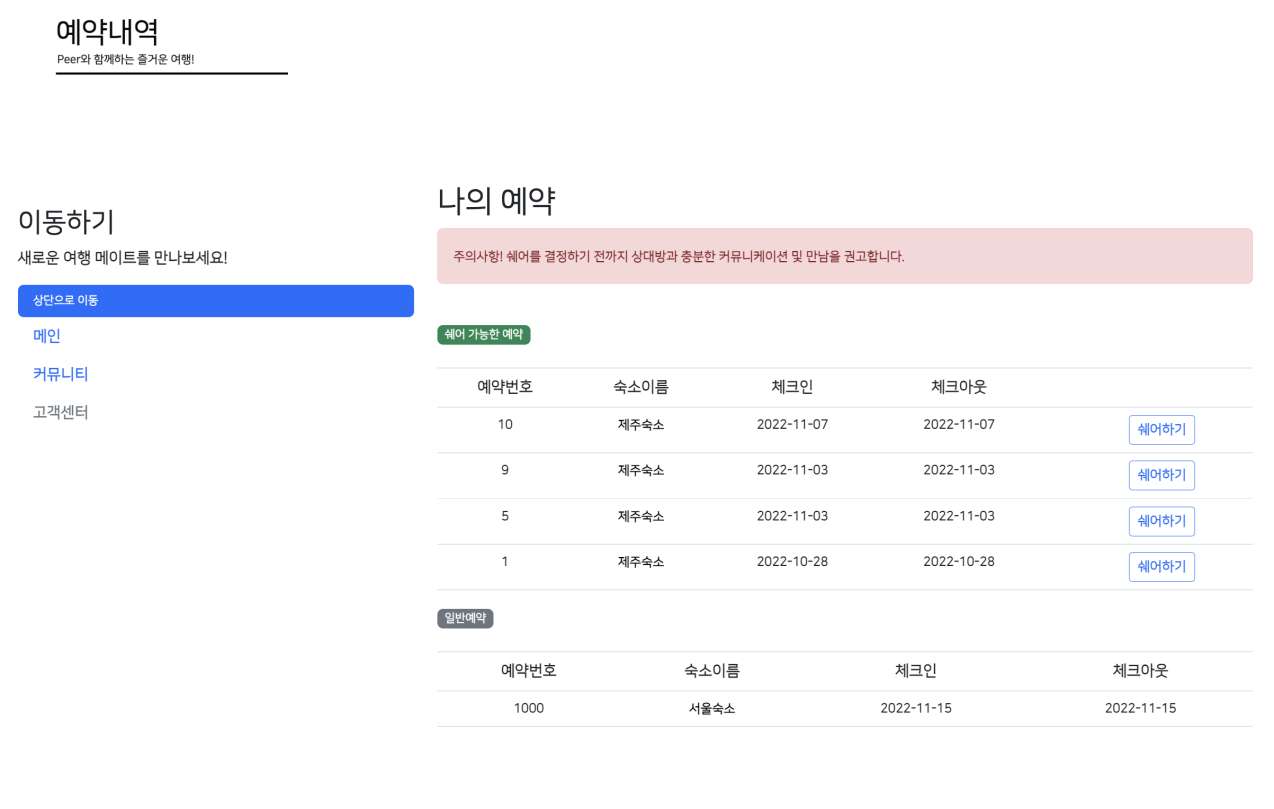 예약내역
Peer와 함께하는 즐거운 여행!
이동하기
새로운 여행 메이트를 만나보세요!
상단으로 이동
메인
커뮤니티
고객센터
나의 예약
주의사항! 쉐어를 결정하기 전까지 상대방과 충분한 커뮤니케이션 및 만남을 권고합니다.
쉐어 가능한 예약
예약번호 숙소이름 체크인 체크아웃
10 제주숙소 2022-11-07 2022-11-07 쉐어하기
9 제주숙소 2022-11-03 2022-11-03 쉐어하기
5 제주숙소 2022-11-03 2022-11-03 쉐어하기
1 제주숙소 2022-10-28 2022-10-28 쉐어하기
일반예약
예약번호 숙소이름 체크인 체크아웃
1000 서울숙소 2022-11-15 2022-11-15